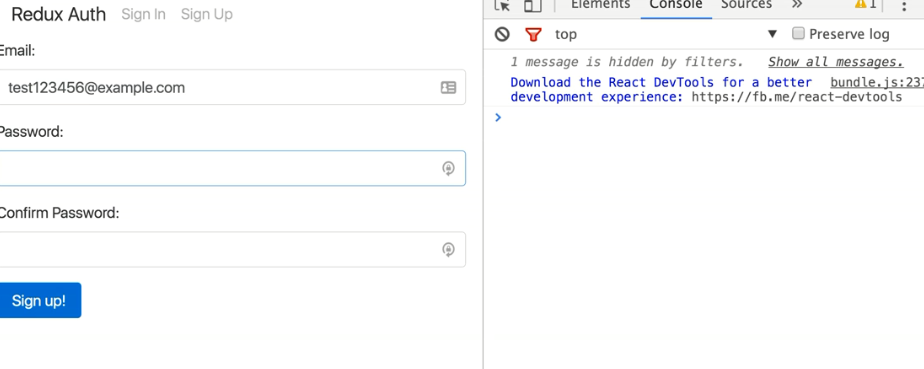 Redux Auth Sign In Sign Up
Email:
test123456@example.com
Password:
Confirm Password:
Sign up!
Elements Console Sources » 1
top Preserve log
1 message is hidden by filters. Show all messages.
Download the React DevTools for a better bundle.js:237
development experience: https://fb.me/react-devtools